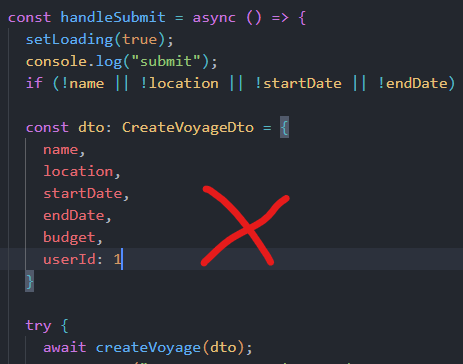 const handleSubmit = async () => {
setLoading(true);
console.log("submit");
if (!name || !location || !startDate || !endDate)
const dto: CreateVoyageDto = {
name,
location,
startDate,
endDate,
budget,
userId: 1
}
try {
await createVoyage(dto);